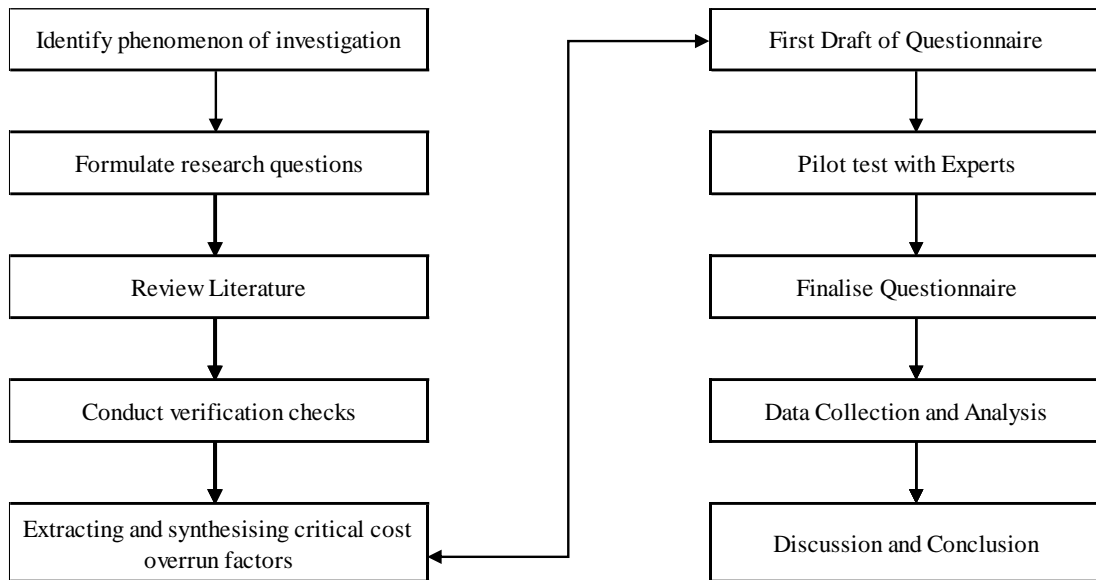 Identify phenomenon of investigation
Formulate research questions
Review Literature
Conduct verification checks
Extracting and synthesising critical cost
overrun factors
First Draft of Questionnaire
Pilot test with Experts
Finalise Questionnaire
Data Collection and Analysis
Discussion and Conclusion